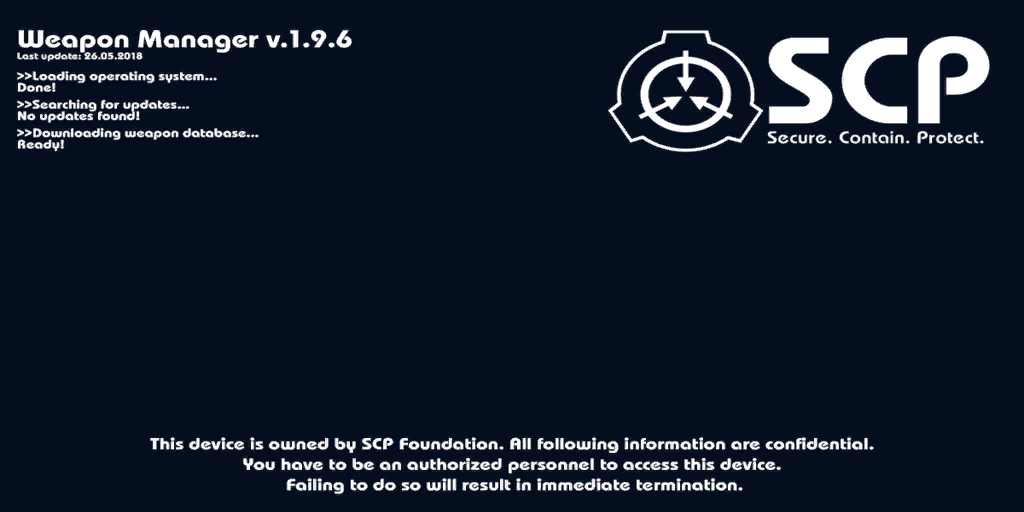 Weapon Manager v.1.9.6
Last update: 26.05.2018
>>Loading operating system...
Done!
>>Searching for updates...
No updates found!
>>Downloading weapon database...
Ready!
SCP
Secure. Contain. Protect.
This device is owned by SCP Foundation. All following information are confidential.
You have to be an authorized personnel to access this device.
Failing to do so will result in immediate termination.